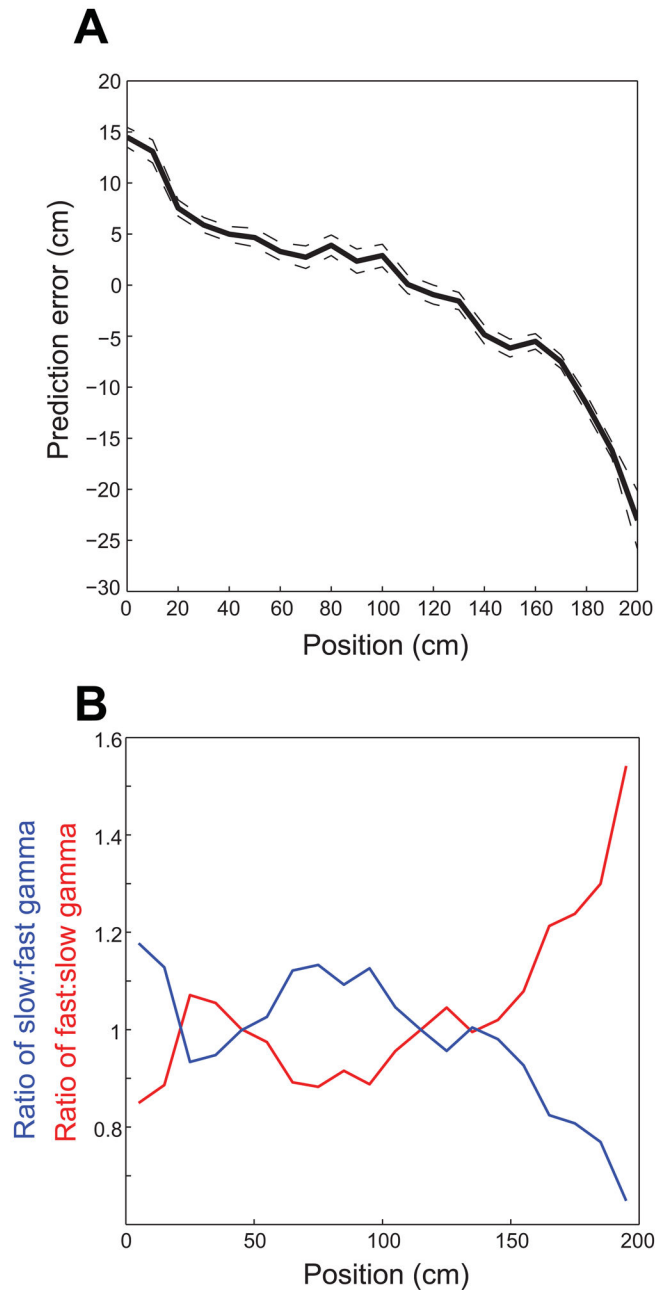 A
20
15
10
5
0
−5
−10
−15
−20
−25
−30
Prediction error (cm)
0 20 40 60 80 100 120 140 160 180 200
Position (cm)
B
1.6
1.4
1.2
1
0.8
Ratio of slow:fast gamma
Ratio of fast:slow gamma
0 50 100 150 200
Position (cm)